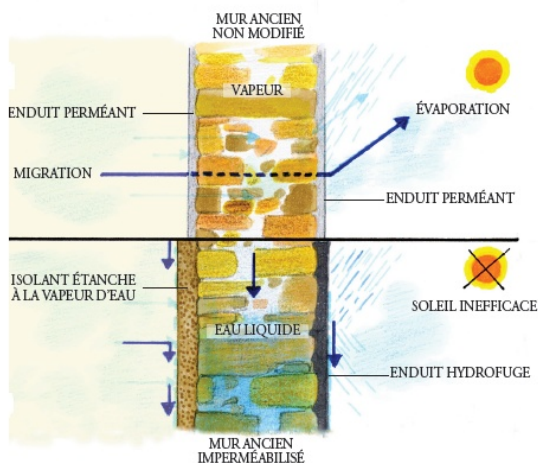 MUR ANCIEN
NON MODIFIÉ
VAPEUR
ENDUIT PERMÉANT
ÉVAPORATION
MIGRATION
ENDUIT PERMÉANT
ISOLANT ÉTANCHE
À LA VAPEUR D'EAU
SOLEIL INEFFICACE
EAU LIQUIDE
ENDUIT HYDROFUGE
MUR ANCIEN
IMPERMÉABILISÉ